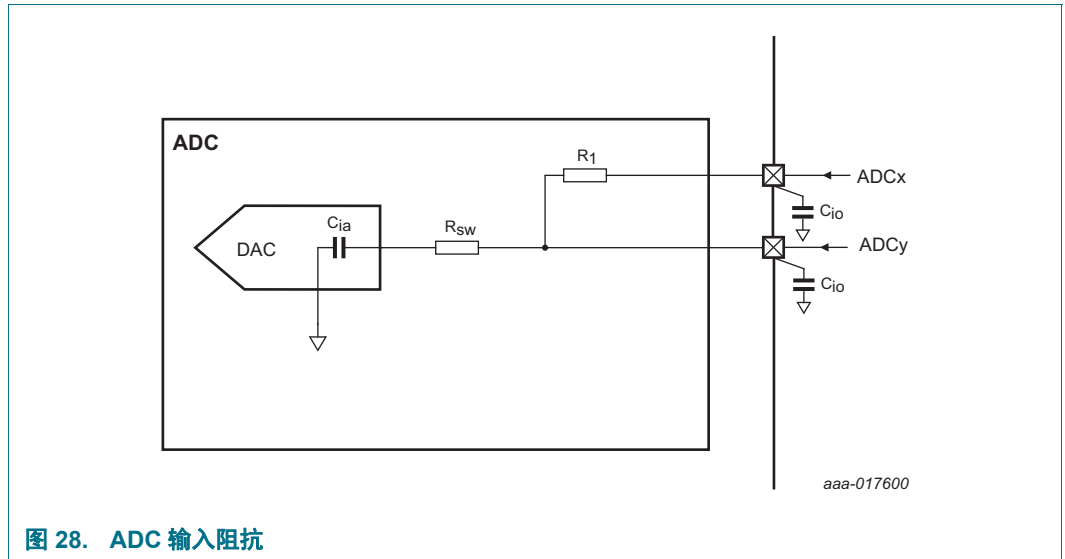 ADC
R1
ADCx
Cio
Cia
Rsw
DAC
ADCy
Cio
aaa-017600
图 28. ADC 输入阻抗